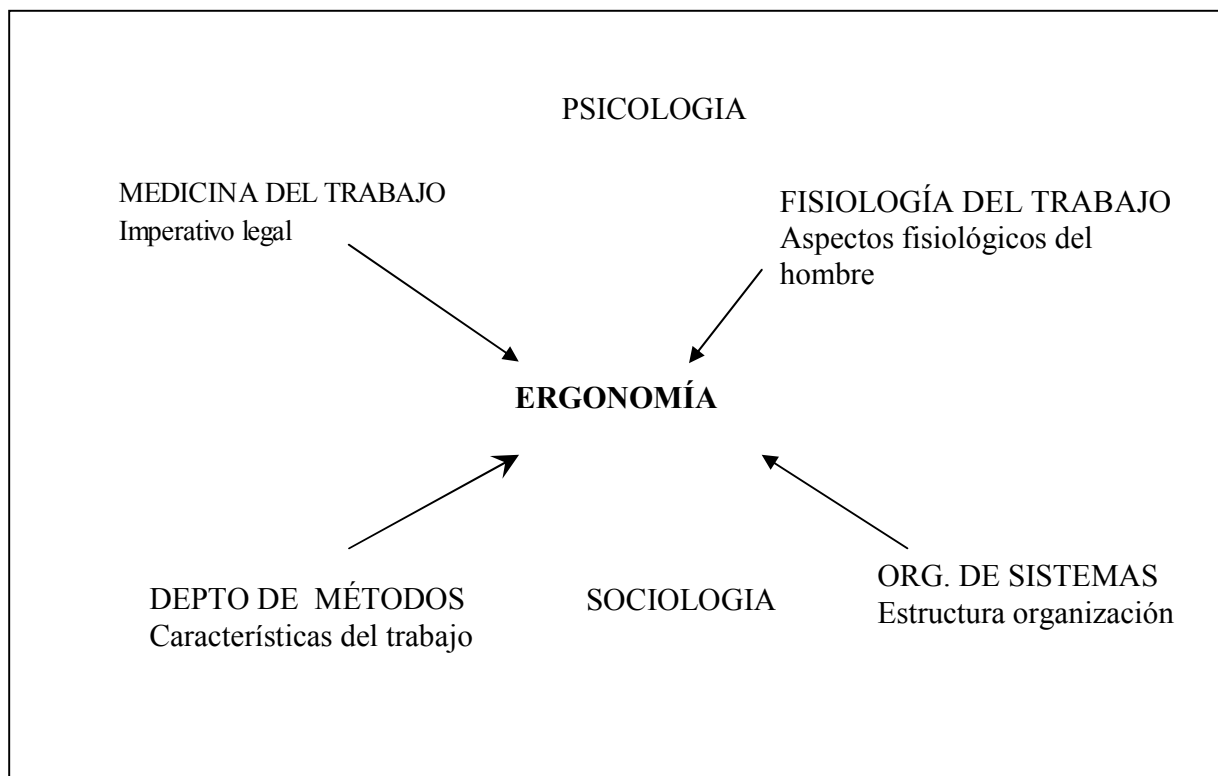 PSICOLOGIA
MEDICINA DEL TRABAJO
Imperativo legal
FISIOLOGÍA DEL TRABAJO
Aspectos fisiológicos del
hombre
ERGONOMÍA
DEPTO DE MÉTODOS
Características del trabajo
SOCIOLOGIA
ORG. DE SISTEMAS
Estructura organización